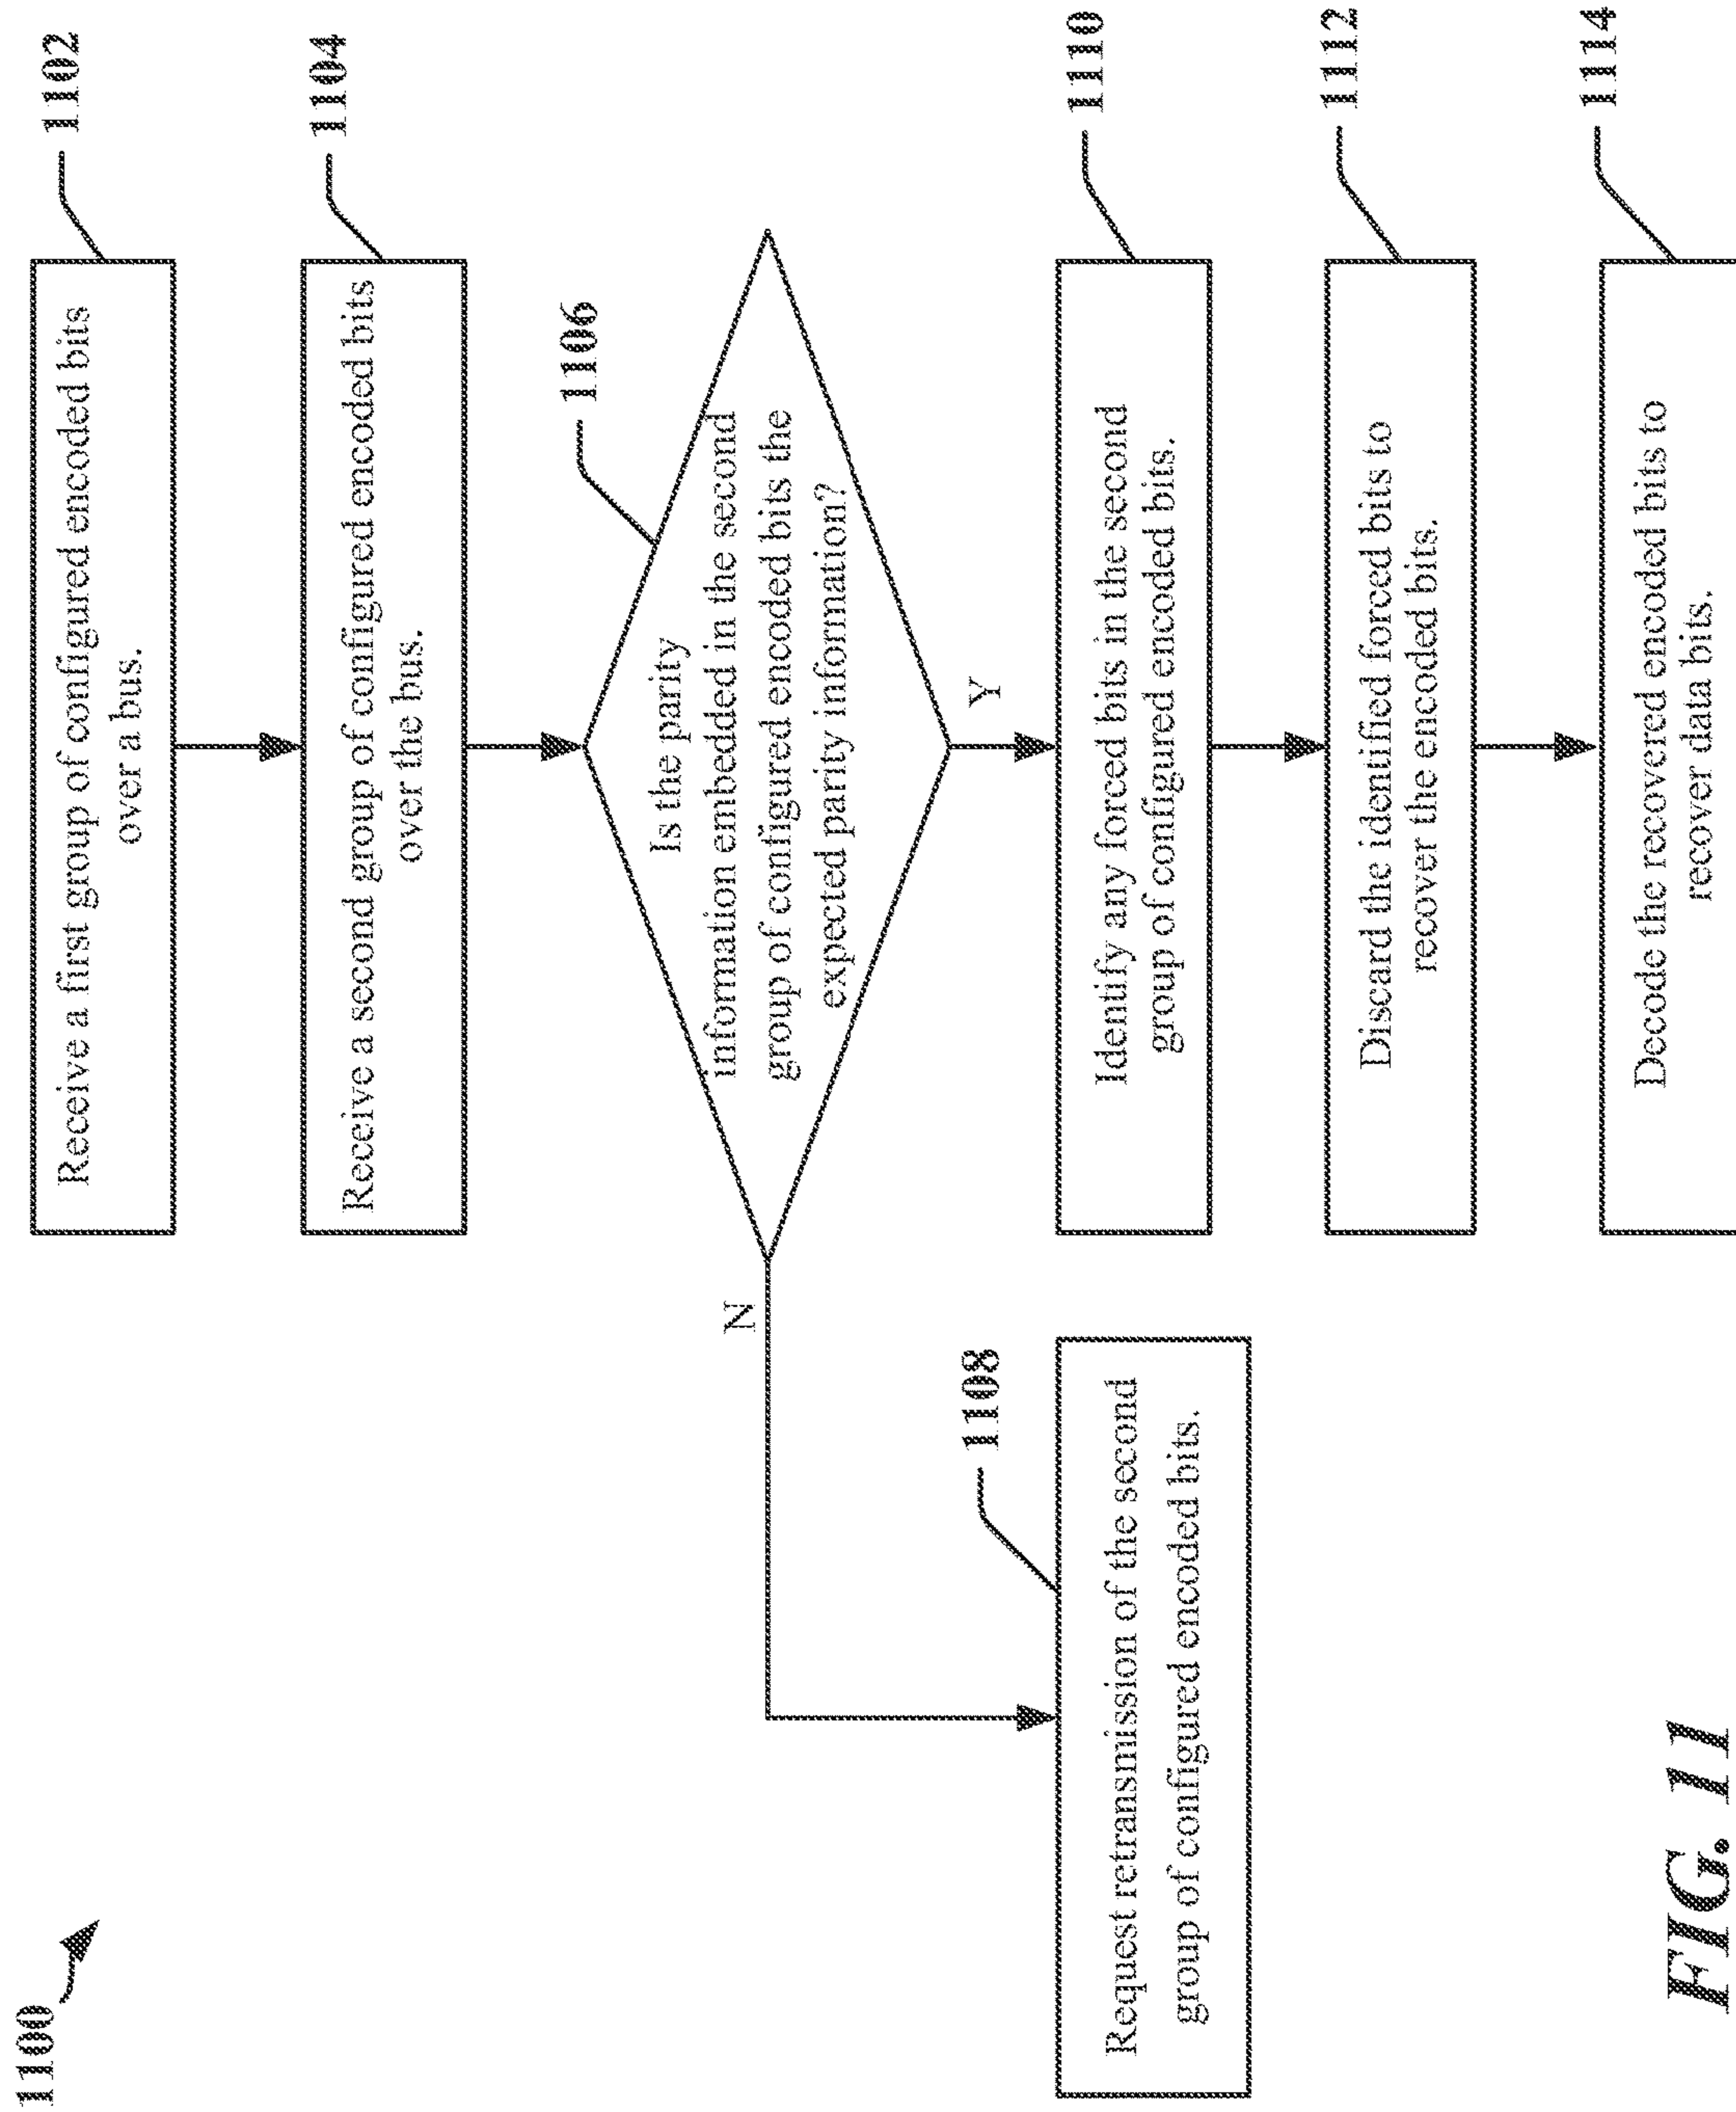 1100
1102
Receive a first group of configured encoded bits
over a bus.
1104
Receive a second group of configured encoded bits
over the bus.
1106
Is the parity
information embedded in the second
group of configured encoded bits the
expected parity information?
N
Y
1108
Request retransmission of the second
group of configured encoded bits.
1110
Identify any forced bits in the second
group of configured encoded bits.
1112
Discard the identified forced bits to
recover the encoded bits.
1114
Decode the recovered encoded bits to
recover data bits.
FIG. 11